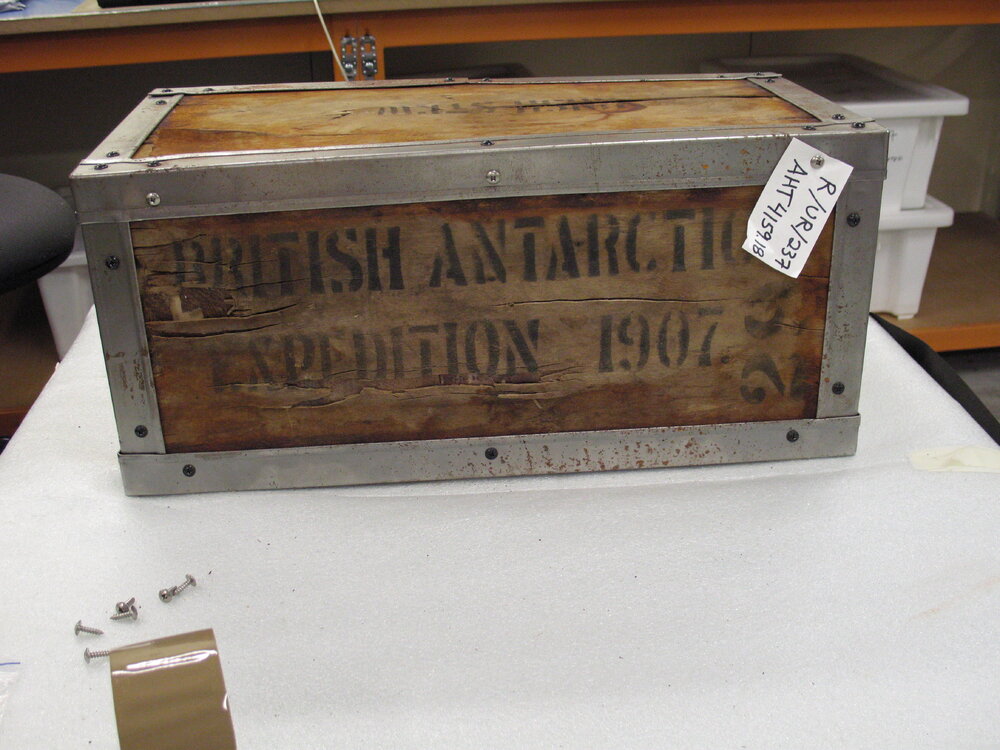 BRITISH ANTARCTIC
EXPEDITION 1907
R/UR/237
AHT4159.18